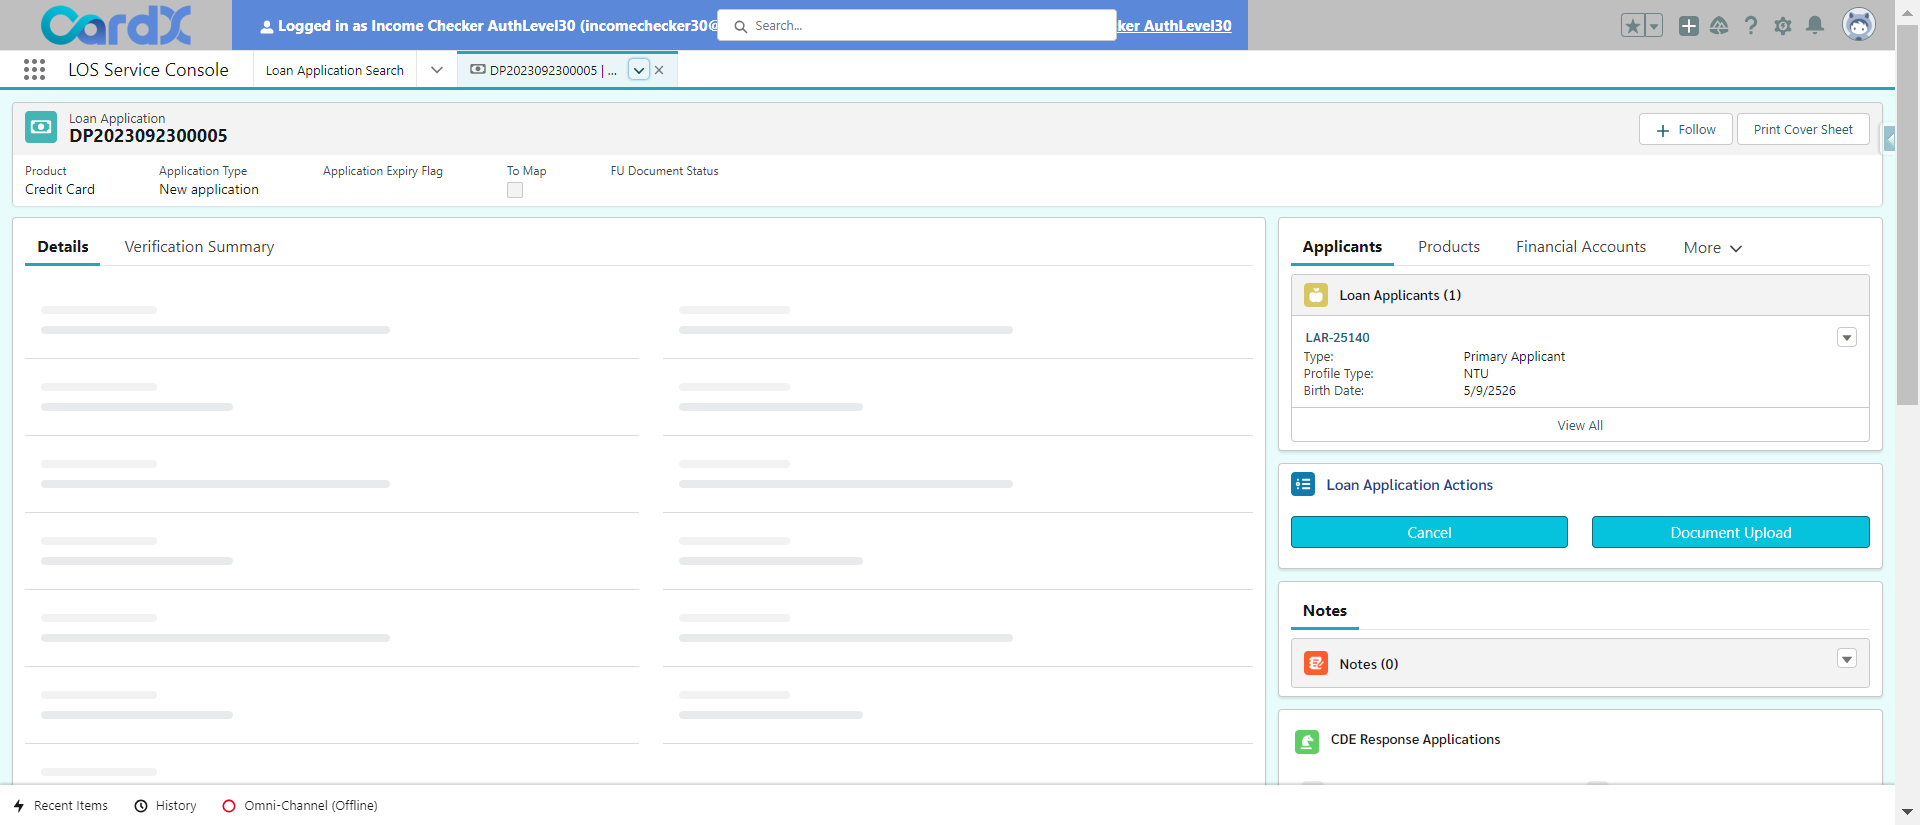 CardX
Logged in as Income Checker AuthLevel30 (incomechecker30@
Search...
ker AuthLevel30
LOS Service Console
Loan Application Search
DP2023092300005 | ...
Loan Application
DP2023092300005
Follow
Print Cover Sheet
Product
Application Type
Application Expiry Flag
To Map
FU Document Status
Credit Card
New application
Details
Verification Summary
Applicants
Products
Financial Accounts
More
Loan Applicants (1)
LAR-25140
Type:
Primary Applicant
Profile Type:
NTU
Birth Date:
5/9/2526
View All
Loan Application Actions
Cancel
Document Upload
Notes
Notes (0)
CDE Response Applications
Recent Items
History
Omni-Channel (Offline)